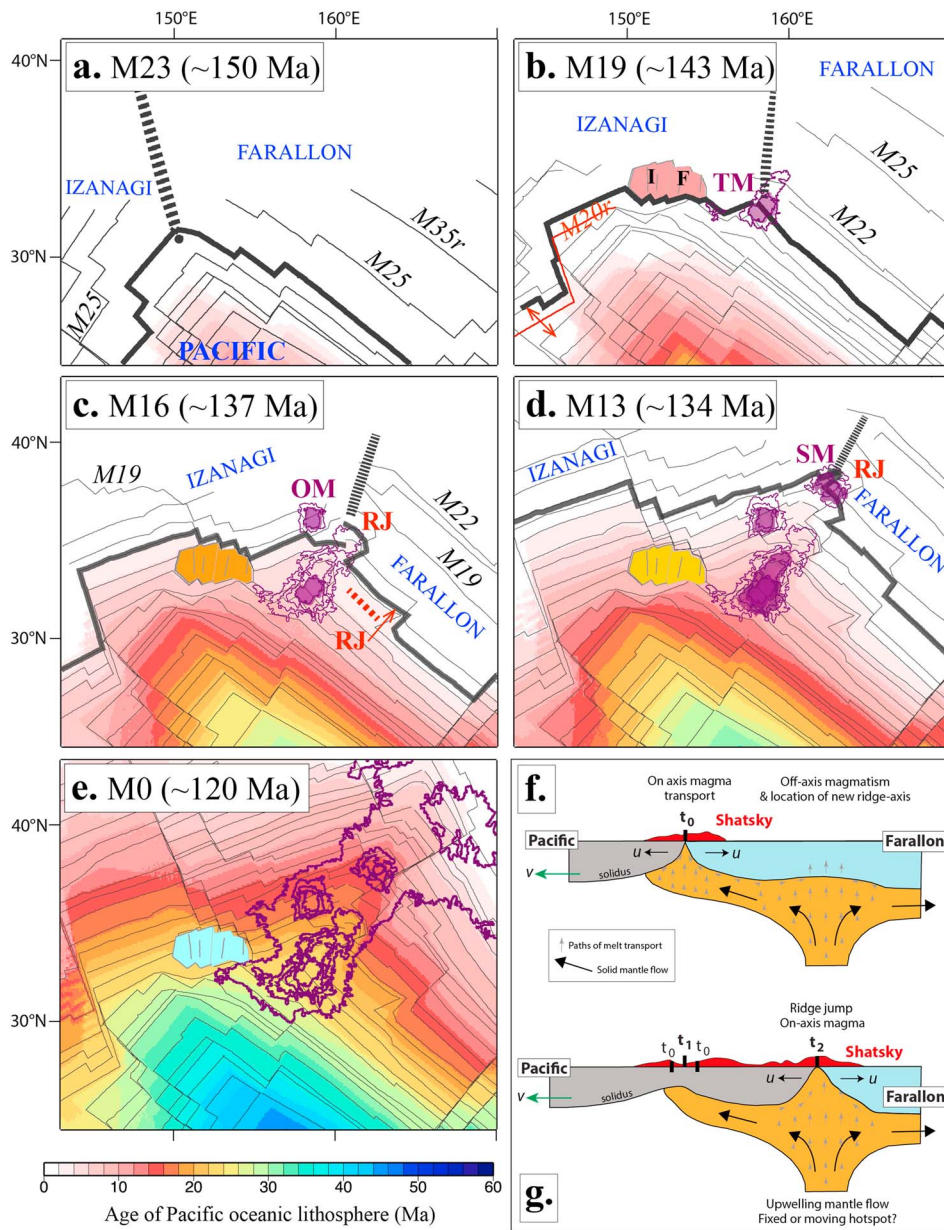 150°E 160°E 150°E 160°E
40°N
30°N
a. M23 (~150 Ma)
FARALLON
IZANAGI
M35r
M25
M25
PACIFIC
b. M19 (~143 Ma)
FARALLON
IZANAGI
M25
I F TM
M20r
M22
40°N
30°N
c. M16 (~137 Ma)
M19
IZANAGI
OM
RJ
M22
M19
FARALLON
RJ
d. M13 (~134 Ma)
IZANAGI
SM
RJ
FARALLON
e. M0 (~120 Ma)
40°N
30°N
0 10 20 30 40 50 60
Age of Pacific oceanic lithosphere (Ma)
f.
On axis magma
transport
Off-axis magmatism
& location of new ridge-axis
t0
Shatsky
Pacific
Farallon
u u
v
solidus
Paths of melt transport
Solid mantle flow
Ridge jump
On-axis magma
t0 t1 t0 t2
Shatsky
Pacific
u u
v
solidus
Farallon
g.
Upwelling mantle flow
Fixed or moving hotspot?